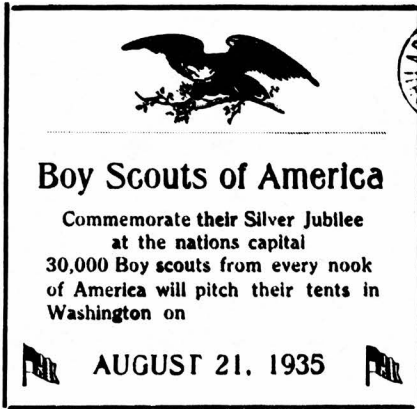 Boy Scouts of America
Commemorate their Silver Jubilee
at the nations capital
30,000 Boy scouts from every nook
of America will pitch their tents in
Washington on
AUGUST 21, 1935